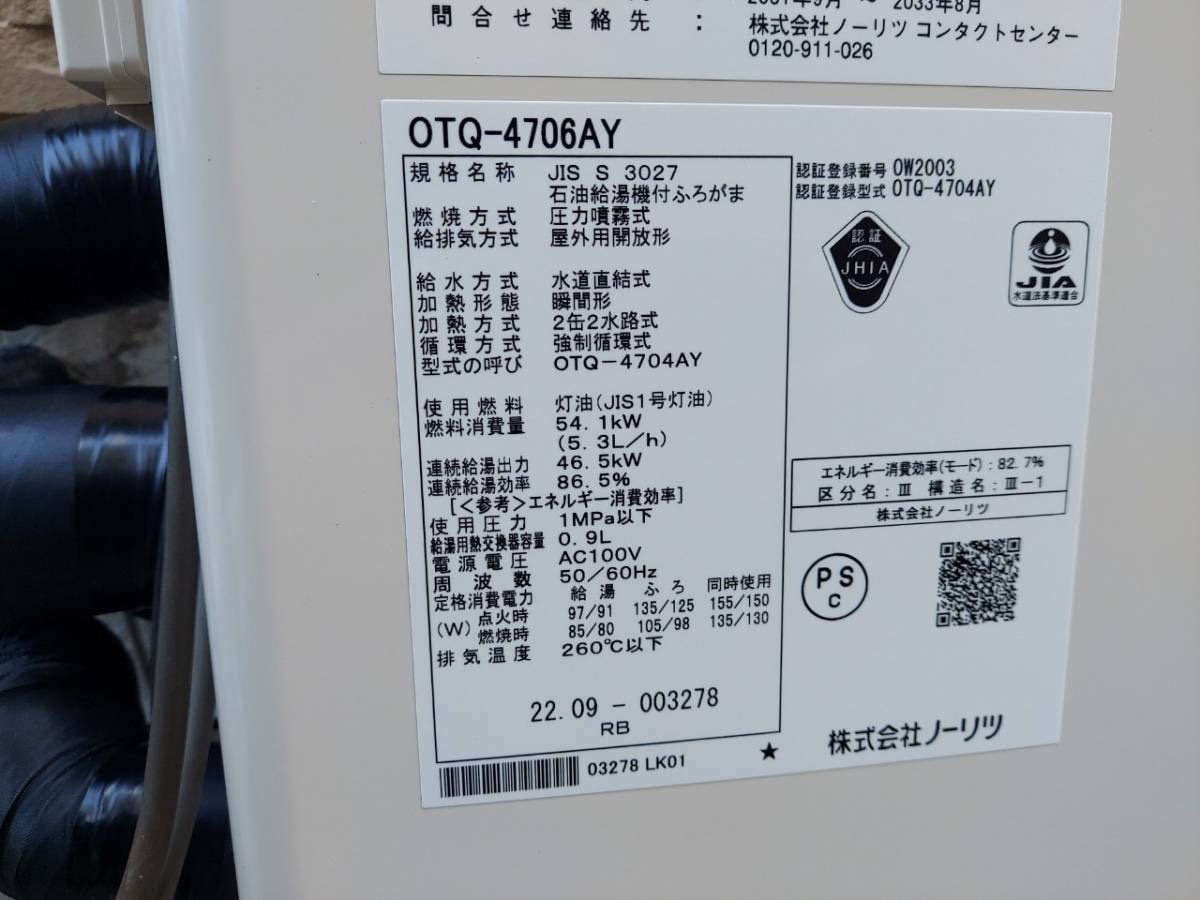 年9月 ～ 2033年8月
問合せ連絡先 : 株式会社ノーリツ コンタクトセンター
0120-911-026
OTQ-4706AY
規格名称 JIS S 3027
石油給湯機付ふろがま
燃焼方式 圧力噴霧式
給排気方式 屋外用開放形
給水方式 水道直結式
加熱形態 瞬間形
加熱方式 2缶2水路式
循環方式 強制循環式
型式の呼び OTQ-4704AY
使用燃料 灯油(JIS1号灯油)
燃料消費量 54.1kW
(5.3L/h)
連続給湯出力 46.5kW
連続給湯効率 86.5%
[<参考>エネルギー消費効率]
使用圧力 1MPa以下
給湯用熱交換器容量 0.9L
電源電圧 AC100V
周波数 50/60Hz
定格消費電力 給湯 ふろ 同時使用
(W) 点火時 97/91 135/125 155/150
燃焼時 85/80 105/98 135/130
排気温度 260℃以下
22.09-003278
RB
03278 LK01 ★
認証登録番号 OW2003
認証登録型式 OTQ-4704AY
認証
JHIA
JIA
水道法基準適合
エネルギー消費効率(モード):82.7%
区分名:Ⅲ 構造名:Ⅲ-1
株式会社ノーリツ
PS
C
株式会社ノーリツ